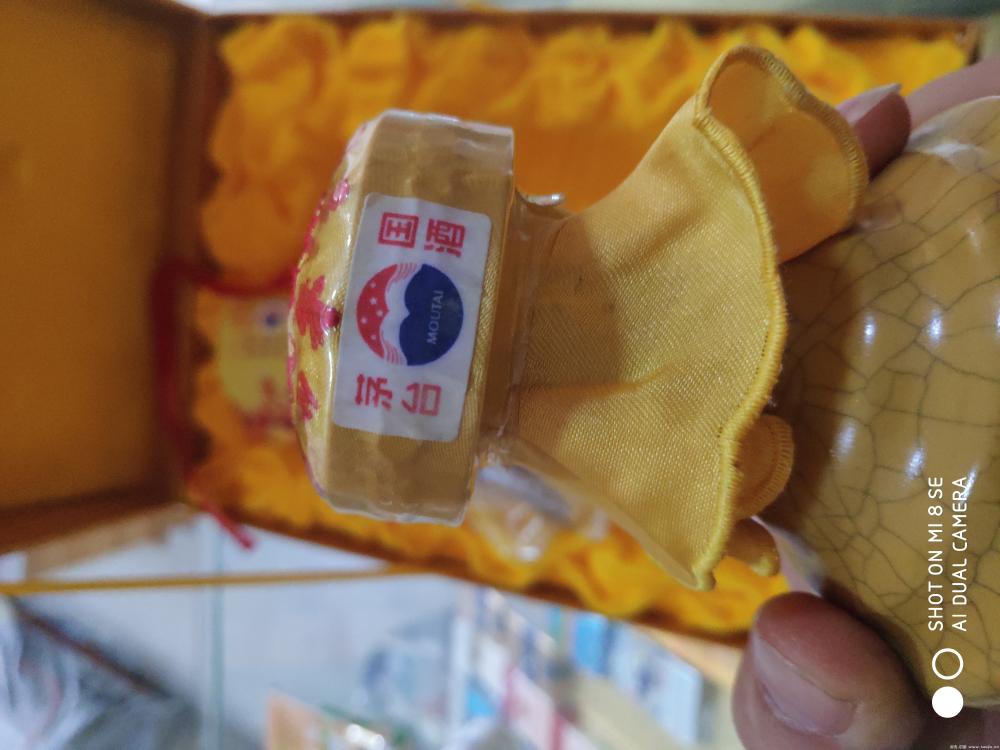 国酒
茅台
MOUTAI
SHOT ON MI 8 SE
AI DUAL CAMERA